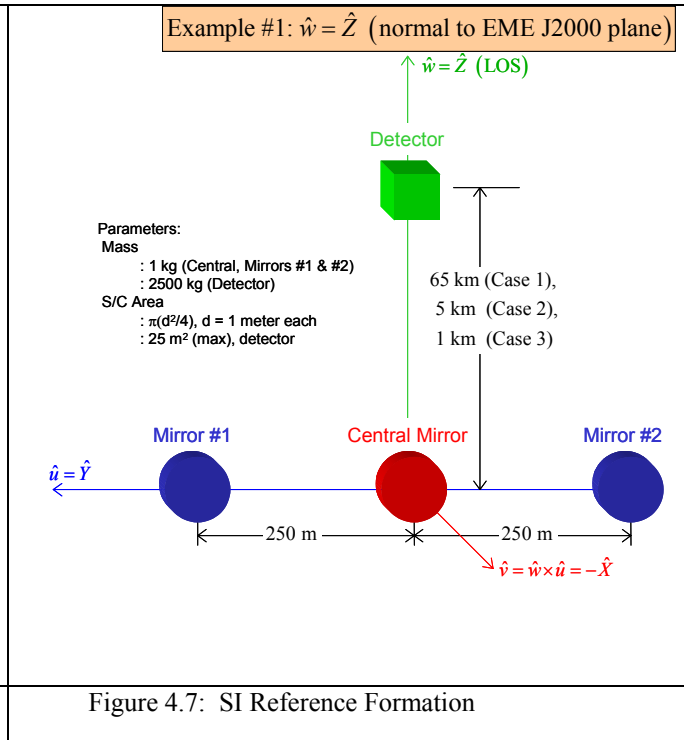 Example #1: ŵ = Ẑ (normal to EME J2000 plane)
ŵ = Ẑ (LOS)
Detector
Parameters:
Mass
: 1 kg (Central, Mirrors #1 & #2)
: 2500 kg (Detector)
S/C Area
: π(d²/4), d = 1 meter each
: 25 m² (max), detector
65 km (Case 1),
5 km (Case 2),
1 km (Case 3)
Mirror #1
Central Mirror
Mirror #2
û = Ŷ
250 m
250 m
v̂ = ŵ × û = −X̂
Figure 4.7: SI Reference Formation